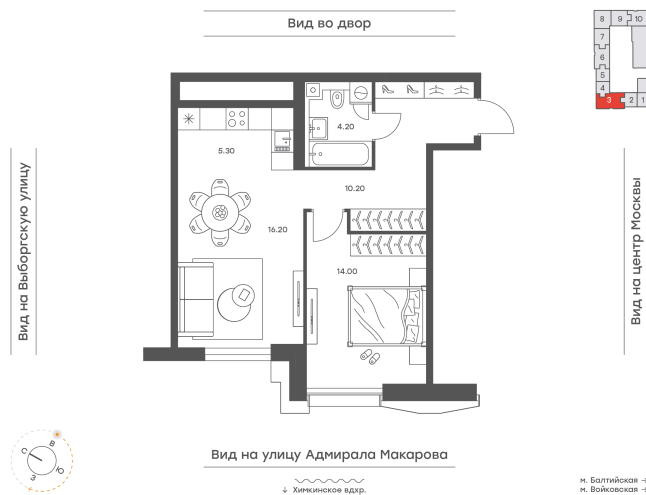 Вид во двор
8 9 10
7
6
5
4
3 2 1
4.20
5.30
10.20
16.20
14.00
Вид на Выборгскую улицу
Вид на центр Москвы
Вид на улицу Адмирала Макарова
↓ Химкинское вдхр.
С В
З Ю
м. Балтийская
м. Войковская